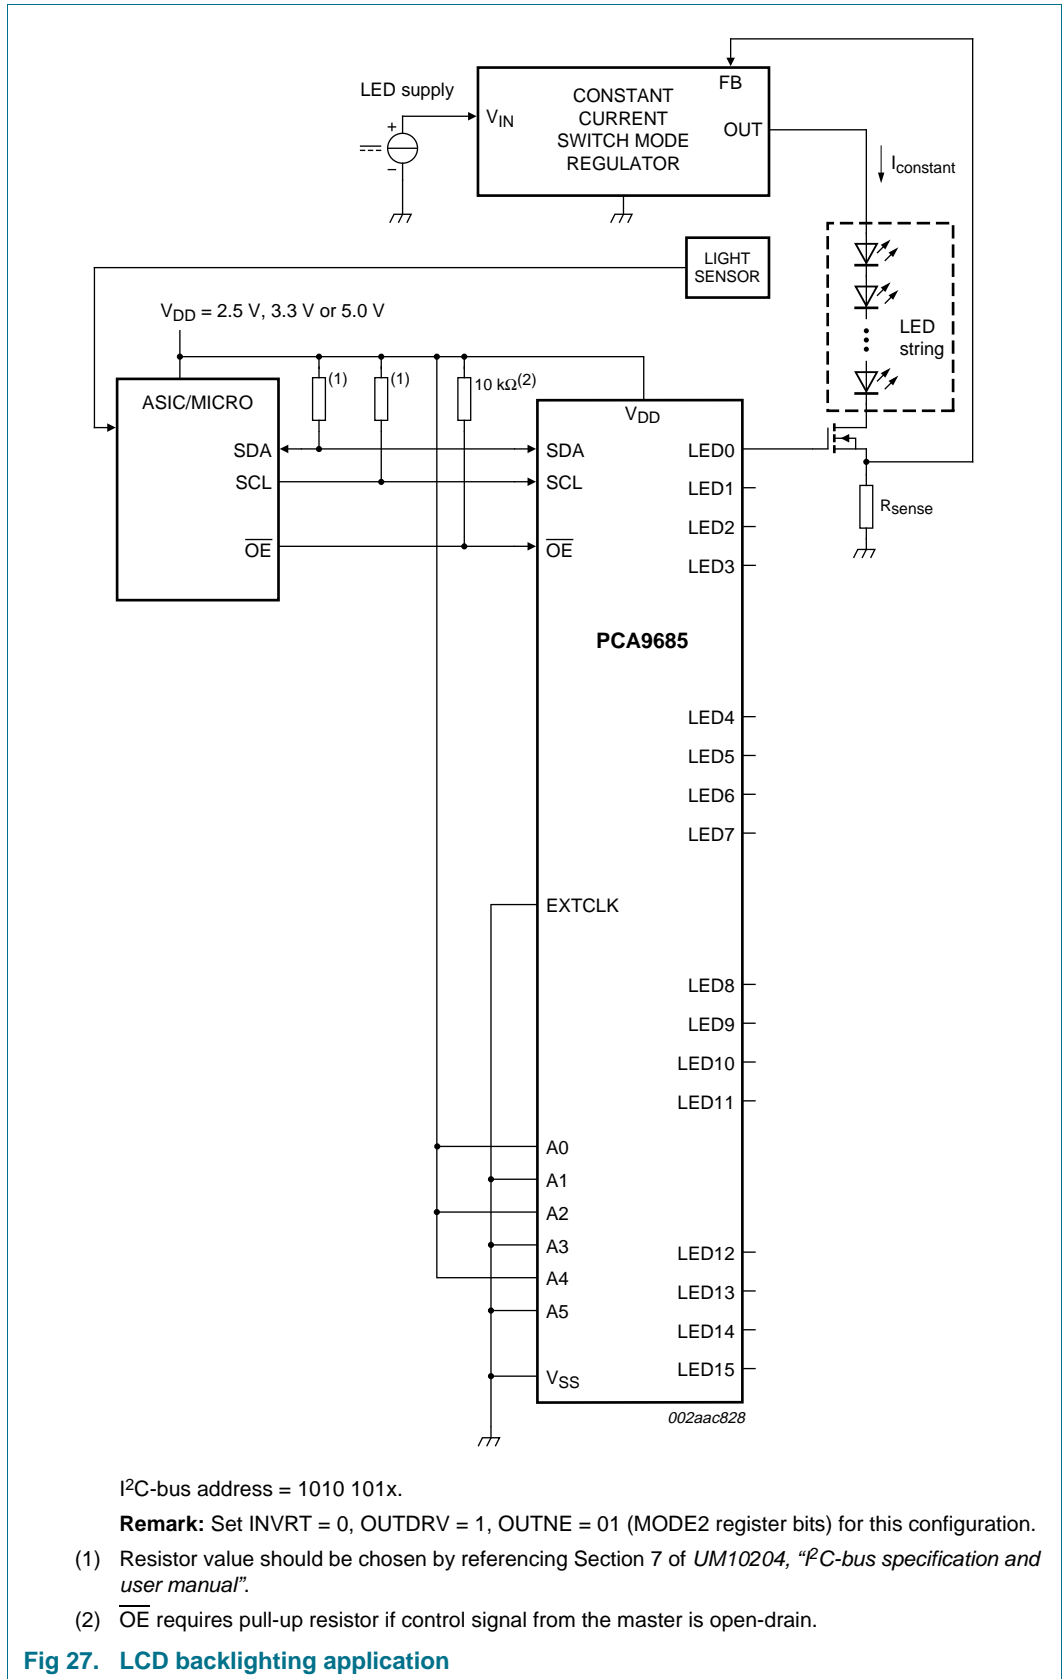 LED supply
+
−
VIN
CONSTANT
CURRENT
SWITCH MODE
REGULATOR
FB
OUT
Iconstant
LIGHT
SENSOR
LED
string
VDD = 2.5 V, 3.3 V or 5.0 V
(1)
(1)
10 kΩ(2)
ASIC/MICRO
SDA
SCL
OE
VDD
SDA
SCL
OE
LED0
LED1
LED2
LED3
Rsense
PCA9685
LED4
LED5
LED6
LED7
EXTCLK
LED8
LED9
LED10
LED11
A0
A1
A2
A3
A4
A5
LED12
LED13
LED14
LED15
VSS
002aac828
I2C-bus address = 1010 101x.
Remark: Set INVRT = 0, OUTDRV = 1, OUTNE = 01 (MODE2 register bits) for this configuration.
(1) Resistor value should be chosen by referencing Section 7 of UM10204, “I2C-bus specification and
user manual”.
(2) OE requires pull-up resistor if control signal from the master is open-drain.
Fig 27. LCD backlighting application